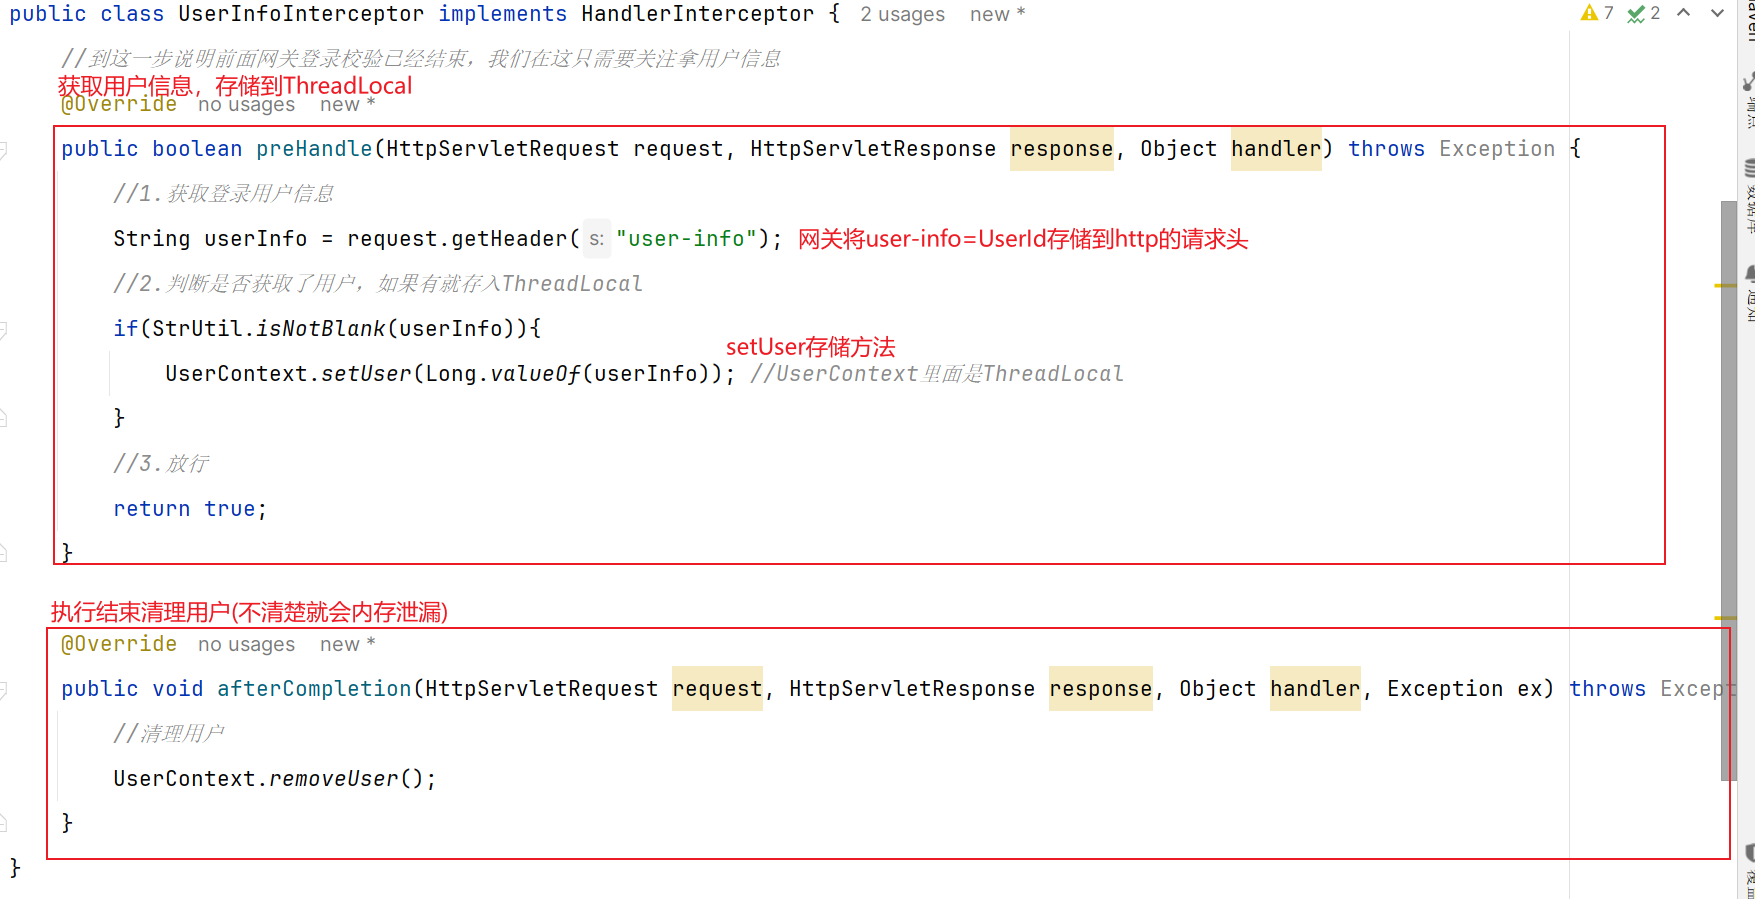 public class UserInfoInterceptor implements HandlerInterceptor { 2 usages new *
7 2
//到这一步说明前面网关登录校验已经结束，我们在这只需要关注拿用户信息
获取用户信息，存储到ThreadLocal
@Override no usages new *
public boolean preHandle(HttpServletRequest request, HttpServletResponse response, Object handler) throws Exception {
//1.获取登录用户信息
String userInfo = request.getHeader( s: "user-info"); 网关将user-info=UserId存储到http的请求头
//2.判断是否获取了用户，如果有就存入ThreadLocal
if(StrUtil.isNotBlank(userInfo)){
setUser存储方法
UserContext.setUser(Long.valueOf(userInfo)); //UserContext里面是ThreadLocal
}
//3.放行
return true;
}
执行结束清理用户(不清楚就会内存泄漏)
@Override no usages new *
public void afterCompletion(HttpServletRequest request, HttpServletResponse response, Object handler, Exception ex) throws Except
//清理用户
UserContext.removeUser();
}
}